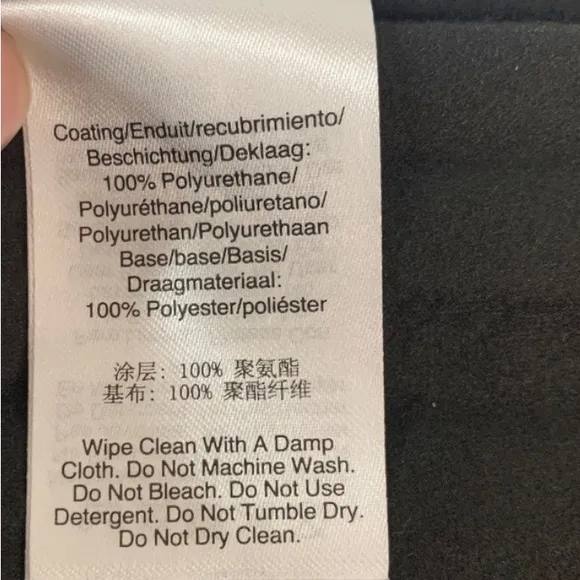 Coating/Enduit/recubrimiento/
Beschichtung/Deklaag:
100% Polyurethane/
Polyuréthane/poliuretano/
Polyurethan/Polyurethaan
Base/base/Basis/
Draagmateriaal:
100% Polyester/poliéster
涂层: 100% 聚氨酯
基布: 100% 聚酯纤维
Wipe Clean With A Damp
Cloth. Do Not Machine Wash.
Do Not Bleach. Do Not Use
Detergent. Do Not Tumble Dry.
Do Not Dry Clean.